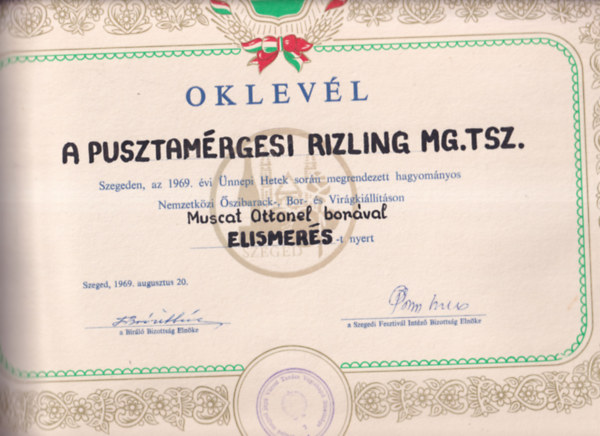 OKLEVÉL
A PUSZTAMÉRGESI RIZLING MG.TSZ.
Szegeden, az 1969. évi Ünnepi Hetek során megrendezett hagyományos
Nemzetközi Őszibarack-, Bor- és Virágkiállításon
Muscat Ottonel borával
ELISMERÉS -t nyert
SZEGED
Szeged, 1969. augusztus 20.
a Bíráló Bizottság Elnöke
a Szegedi Fesztivál Intéző Bizottság Elnöke